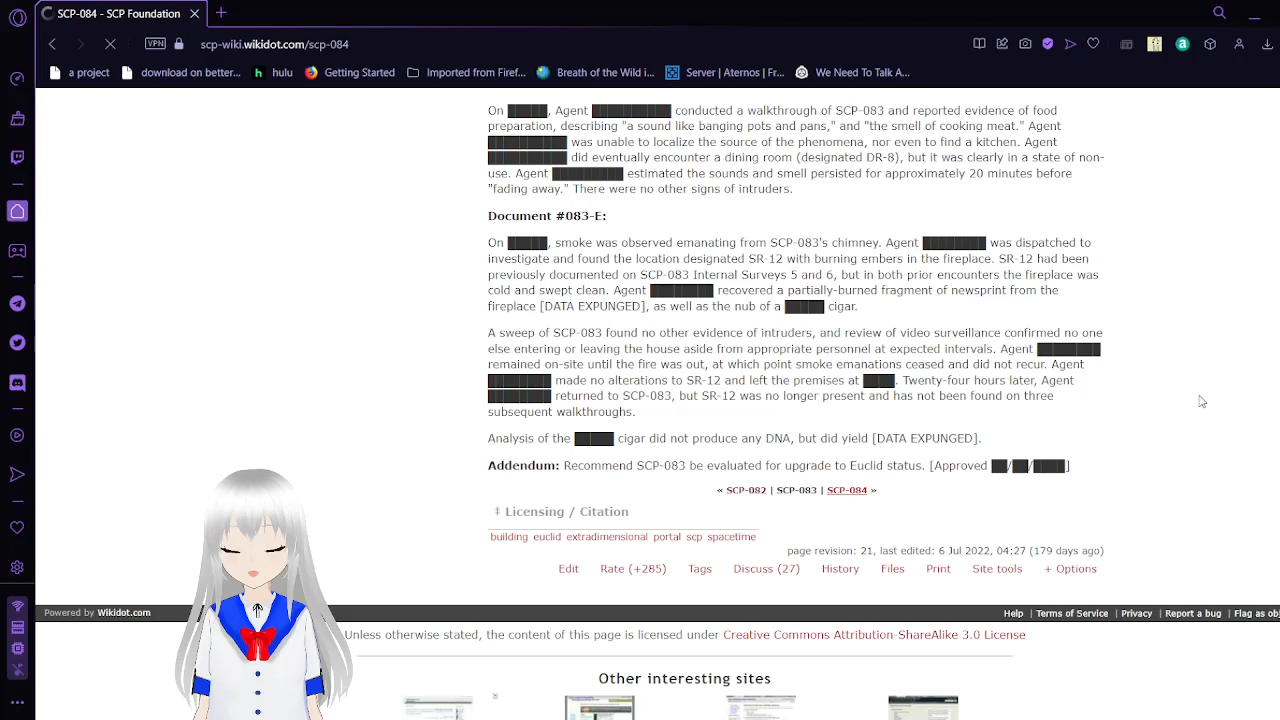 SCP-084 - SCP Foundation
VPN scp-wiki.wikidot.com/scp-084
a project download on better... hulu Getting Started Imported from Firef... Breath of the Wild i... Server | Aternos | Fr... We Need To Talk A...
On █████, Agent ██████████ conducted a walkthrough of SCP-083 and reported evidence of food
preparation, describing "a sound like banging pots and pans," and "the smell of cooking meat." Agent
██████████ was unable to localize the source of the phenomena, nor even to find a kitchen. Agent
██████████ did eventually encounter a dining room (designated DR-8), but it was clearly in a state of non-
use. Agent █████████ estimated the sounds and smell persisted for approximately 20 minutes before
"fading away." There were no other signs of intruders.
Document #083-E:
On █████, smoke was observed emanating from SCP-083's chimney. Agent ████████ was dispatched to
investigate and found the location designated SR-12 with burning embers in the fireplace. SR-12 had been
previously documented on SCP-083 Internal Surveys 5 and 6, but in both prior encounters the fireplace was
cold and swept clean. Agent ████████ recovered a partially-burned fragment of newsprint from the
fireplace [DATA EXPUNGED], as well as the nub of a █████ cigar.
A sweep of SCP-083 found no other evidence of intruders, and review of video surveillance confirmed no one
else entering or leaving the house aside from appropriate personnel at expected intervals. Agent ████████
remained on-site until the fire was out, at which point smoke emanations ceased and did not recur. Agent
████████ made no alterations to SR-12 and left the premises at ████. Twenty-four hours later, Agent
████████ returned to SCP-083, but SR-12 was no longer present and has not been found on three
subsequent walkthroughs.
Analysis of the █████ cigar did not produce any DNA, but did yield [DATA EXPUNGED].
Addendum: Recommend SCP-083 be evaluated for upgrade to Euclid status. [Approved ██/██/████]
« SCP-082 | SCP-083 | SCP-084 »
‡ Licensing / Citation
building euclid extradimensional portal scp spacetime
page revision: 21, last edited: 6 Jul 2022, 04:27 (179 days ago)
Edit Rate (+285) Tags Discuss (27) History Files Print Site tools + Options
Powered by Wikidot.com Help | Terms of Service | Privacy | Report a bug | Flag as obj
Unless otherwise stated, the content of this page is licensed under Creative Commons Attribution-ShareAlike 3.0 License
Other interesting sites